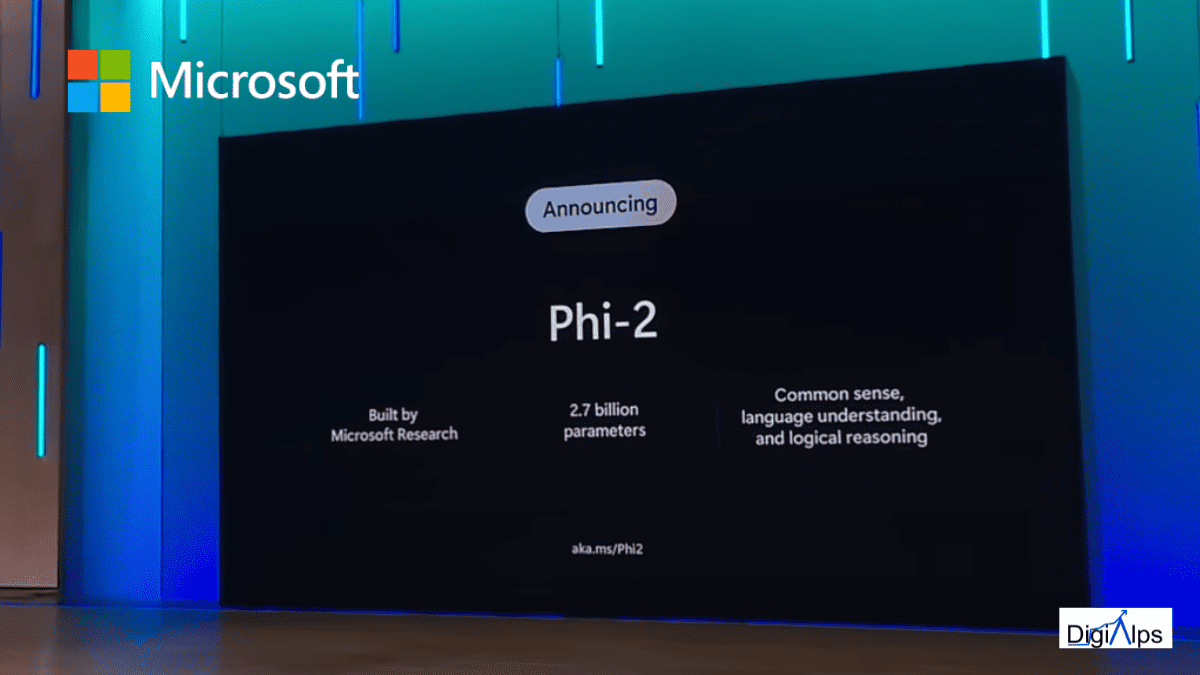 Microsoft
Announcing
Phi-2
Built by
Microsoft Research
2.7 billion
parameters
Common sense,
language understanding,
and logical reasoning
aka.ms/Phi2
DigiAlps